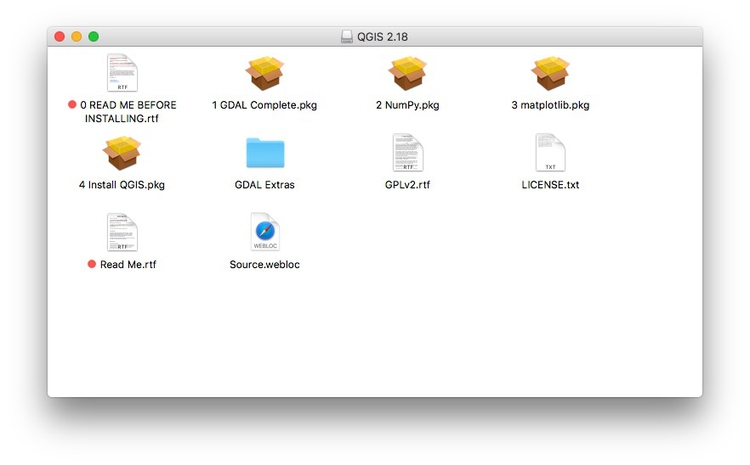 QGIS 2.18
RTF
0 READ ME BEFORE
INSTALLING.rtf
1 GDAL Complete.pkg
2 NumPy.pkg
3 matplotlib.pkg
4 Install QGIS.pkg
GDAL Extras
RTF
GPLv2.rtf
TXT
LICENSE.txt
RTF
Read Me.rtf
WEBLOC
Source.webloc